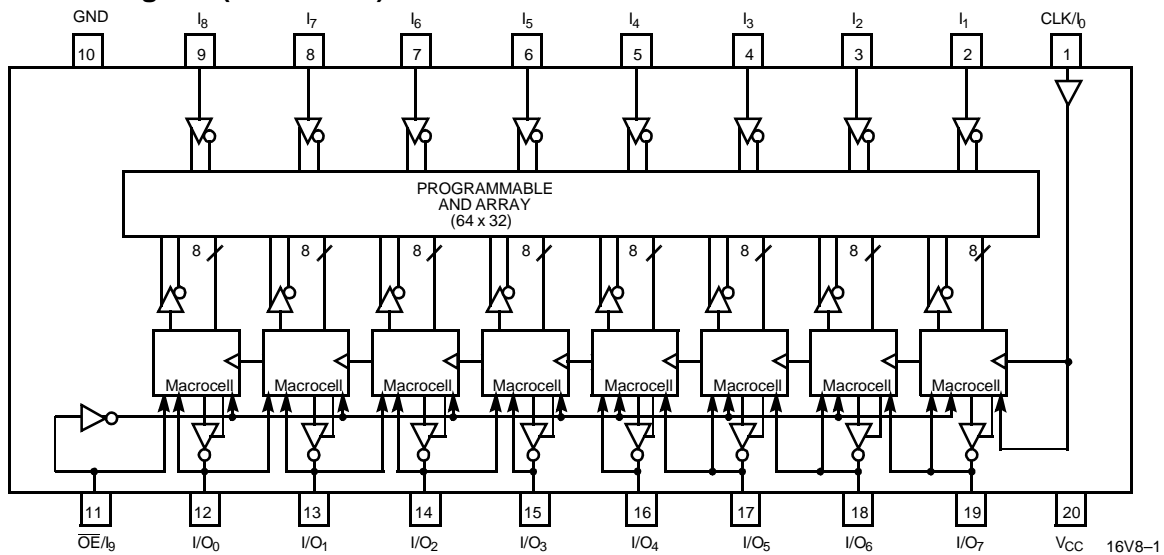 GND I8 I7 I6 I5 I4 I3 I2 I1 CLK/I0
10 9 8 7 6 5 4 3 2 1
PROGRAMMABLE
AND ARRAY
(64 x 32)
8 8 8 8 8 8 8 8
Macrocell Macrocell Macrocell Macrocell Macrocell Macrocell Macrocell Macrocell
11 12 13 14 15 16 17 18 19 20
O̅E̅/I9 I/O0 I/O1 I/O2 I/O3 I/O4 I/O5 I/O6 I/O7 VCC 16V8–1